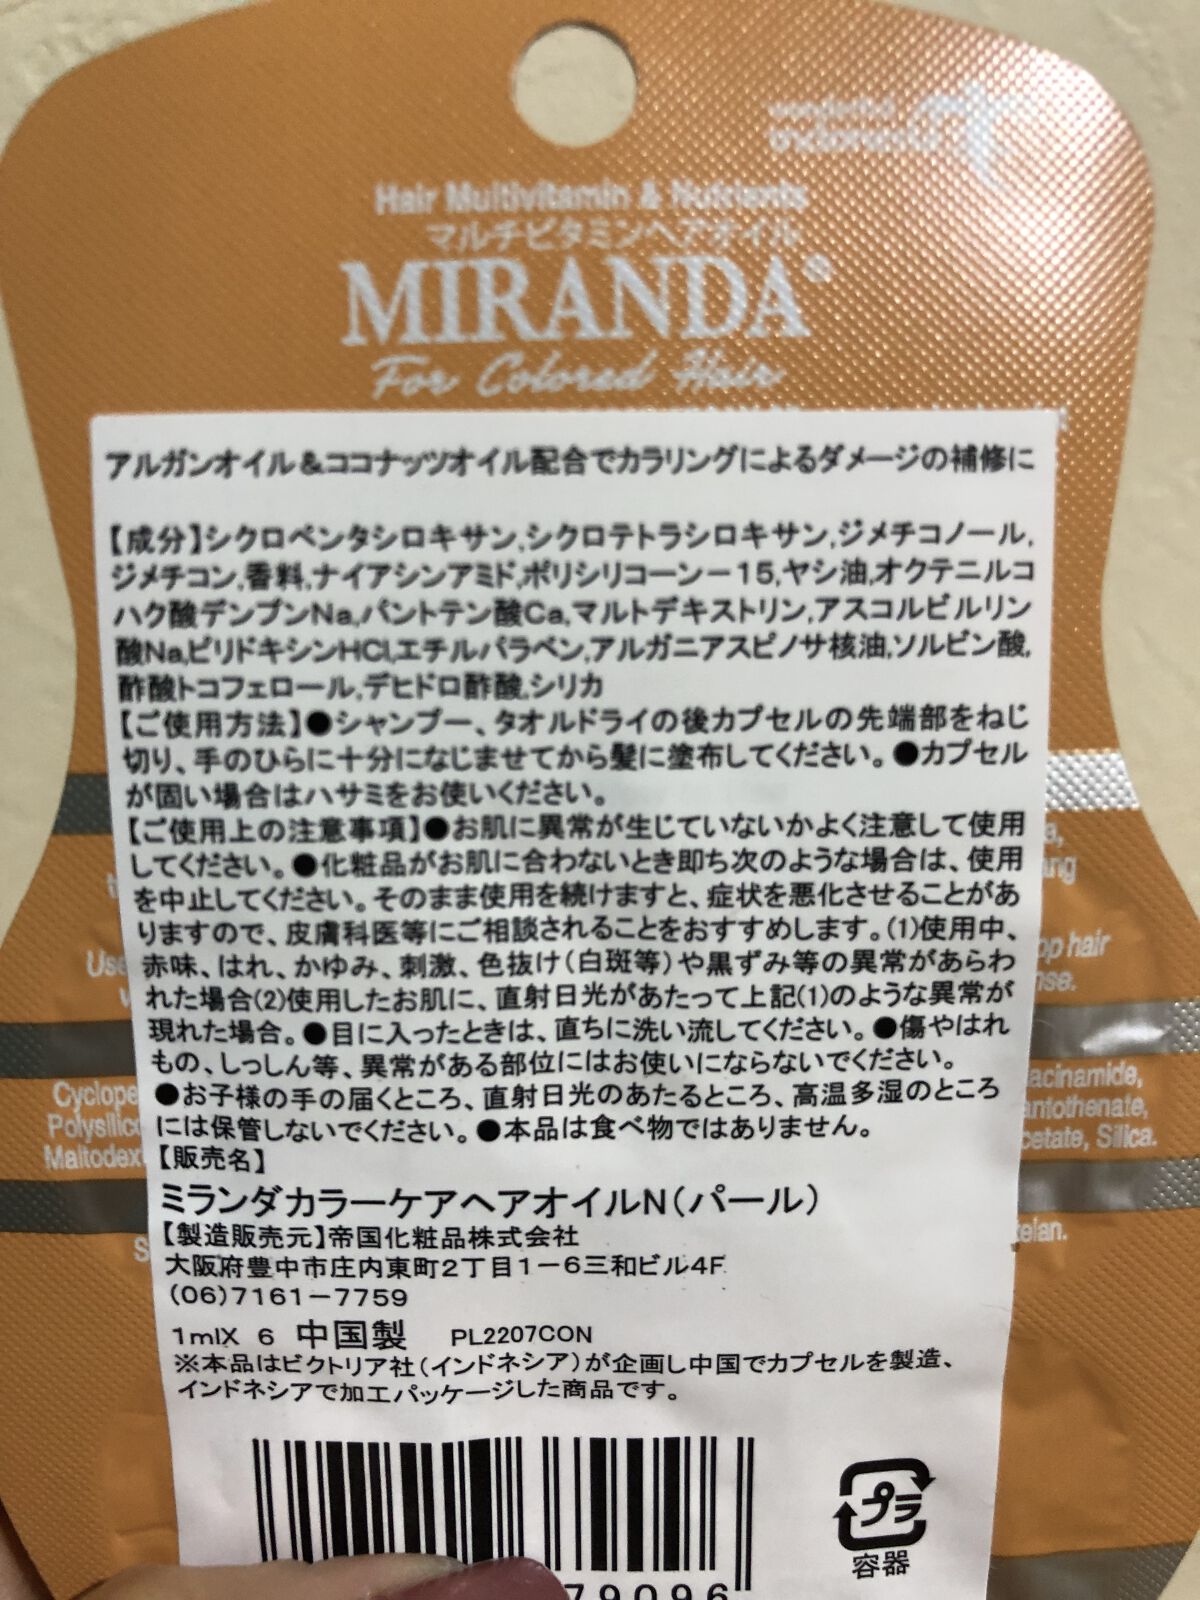 wonderful
indonesia
Hair Multivitamin & Nutrients
マルチビタミンヘアオイル
MIRANDA®
For Colored Hair
アルガンオイル&ココナッツオイル配合でカラリングによるダメージの補修に
【成分】シクロペンタシロキサン,シクロテトラシロキサン,ジメチコノール,
ジメチコン,香料,ナイアシンアミド,ポリシリコーン－15,ヤシ油,オクテニルコ
ハク酸デンプンNa,パントテン酸Ca,マルトデキストリン,アスコルビルリン
酸Na,ピリドキシンHCl,エチルパラベン,アルガニアスピノサ核油,ソルビン酸,
酢酸トコフェロール,デヒドロ酢酸,シリカ
【ご使用方法】●シャンプー、タオルドライの後カプセルの先端部をねじ
切り、手のひらに十分になじませてから髪に塗布してください。●カプセル
が固い場合はハサミをお使いください。
【ご使用上の注意事項】●お肌に異常が生じていないかよく注意して使用
してください。●化粧品がお肌に合わないとき即ち次のような場合は、使用
を中止してください。そのまま使用を続けますと、症状を悪化させることがあ
りますので、皮膚科医等にご相談されることをおすすめします。(1)使用中、
赤味、はれ、かゆみ、刺激、色抜け(白斑等)や黒ずみ等の異常があらわ
れた場合(2)使用したお肌に、直射日光があたって上記(1)のような異常が
現れた場合。●目に入ったときは、直ちに洗い流してください。●傷やはれ
もの、しっしん等、異常がある部位にはお使いにならないでください。
●お子様の手の届くところ、直射日光のあたるところ、高温多湿のところ
には保管しないでください。●本品は食べ物ではありません。
【販売名】
ミランダカラーケアヘアオイルN(パール)
【製造販売元】帝国化粧品株式会社
大阪府豊中市庄内東町2丁目1－6三和ビル4F
(06)7161－7759
1mlX 6 中国製 PL2207CON
※本品はビクトリア社(インドネシア)が企画し中国でカプセルを製造、
インドネシアで加工パッケージした商品です。
79096
プラ
容器
Use
op hair
nse.
Cyclope
acinamide,
Polysilico
antothenate,
Maltodex
cetate, Silica.
elan.